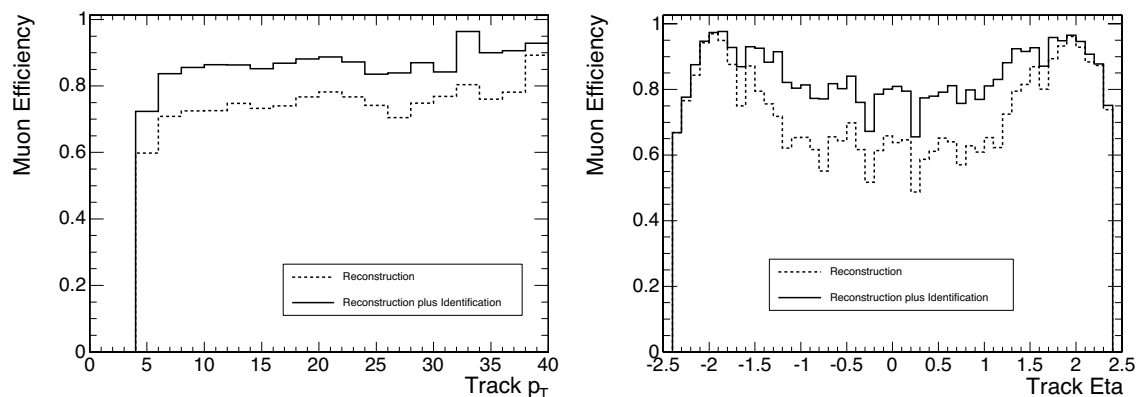 Muon Efficiency
1
0.8
0.6
0.4
0.2
0
Reconstruction
Reconstruction plus Identification
0 5 10 15 20 25 30 35 40
Track pT
Muon Efficiency
1
0.8
0.6
0.4
0.2
0
Reconstruction
Reconstruction plus Identification
-2.5 -2 -1.5 -1 -0.5 0 0.5 1 1.5 2 2.5
Track Eta